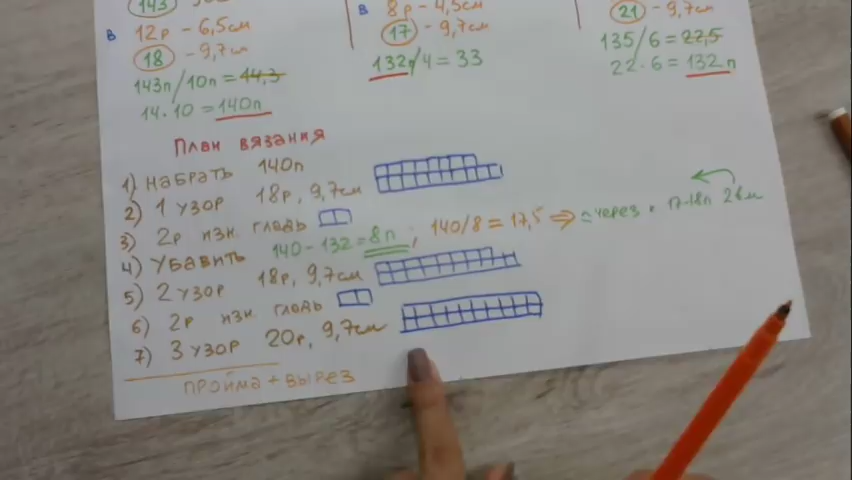 143
в 12р - 6,5см
18 - 9,7см
143п/10п = 14,3
14·10 = 140п
в 8р - 4,5см
17 - 9,7см
132п/4 = 33
21 - 9,7см
135/6 = 22,5
22·6 = 132п
План вязания
1) набрать 140п
2) 1 узор 18р, 9,7см
3) 2р изн. гладь
4) убавить 140-132=8п; 140/8 = 17,5 ⇒ через 17-18п 2вм
5) 2 узор 18р, 9,7см
6) 2р изн гладь
7) 3 узор 20р, 9,7см
пройма + вырез